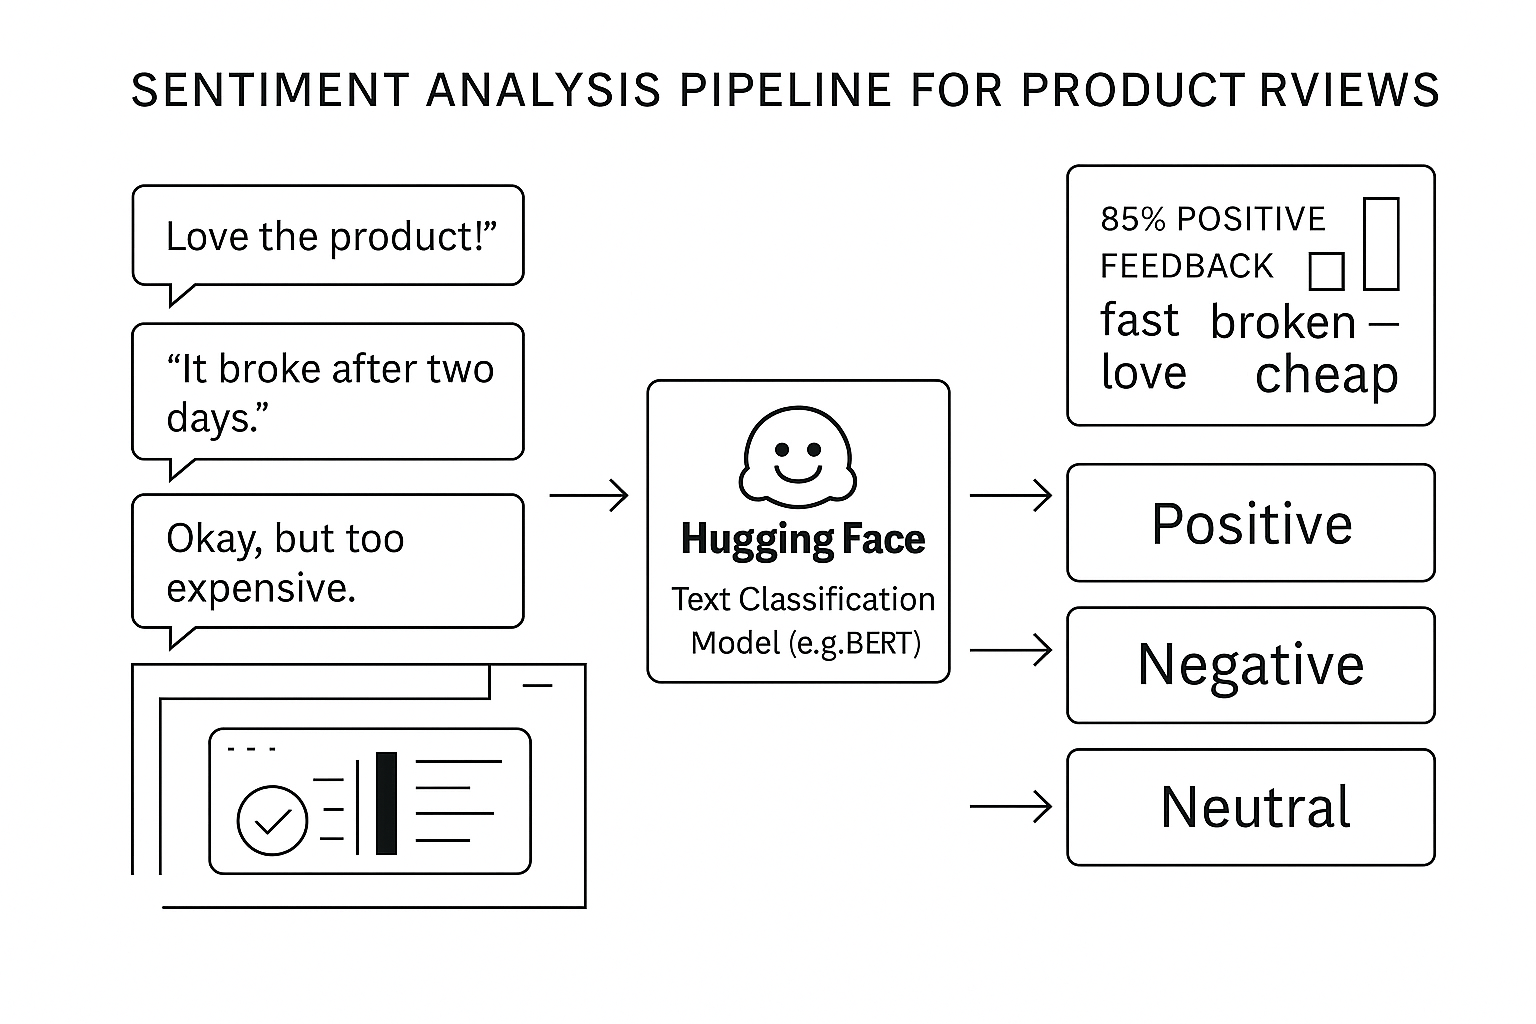 SENTIMENT ANALYSIS PIPELINE FOR PRODUCT RVIEWS
Love the product!”
“It broke after two
days.”
Okay, but too
expensive.
Hugging Face
Text Classification
Model (e.g.BERT)
85% POSITIVE
FEEDBACK
fast broken –
love cheap
Positive
Negative
Neutral